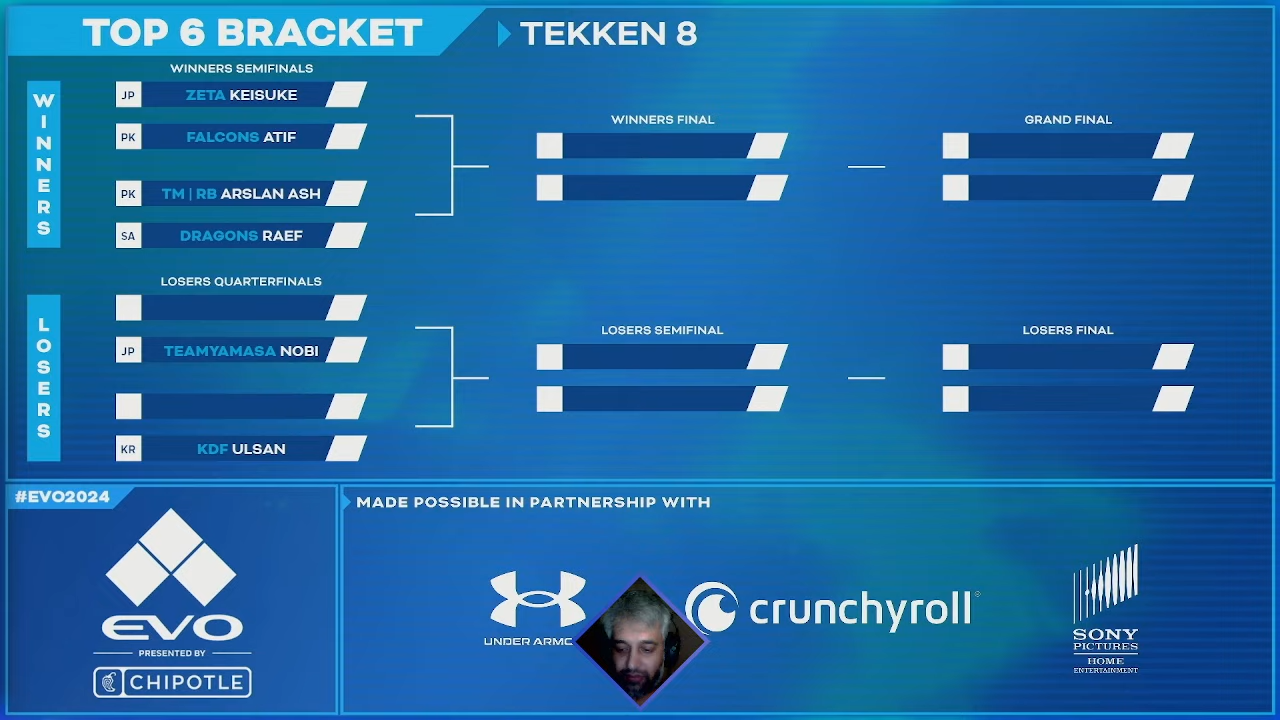 TOP 6 BRACKET
TEKKEN 8
WINNERS
WINNERS SEMIFINALS
JP ZETA KEISUKE
PK FALCONS ATIF
PK TM | RB ARSLAN ASH
SA DRAGONS RAEF
WINNERS FINAL
GRAND FINAL
LOSERS
LOSERS QUARTERFINALS
JP TEAMYAMASA NOBI
KR KDF ULSAN
LOSERS SEMIFINAL
LOSERS FINAL
#EVO2024
EVO
PRESENTED BY
CHIPOTLE
MADE POSSIBLE IN PARTNERSHIP WITH
UNDER ARMO
crunchyroll
SONY
PICTURES
HOME
ENTERTAINMENT